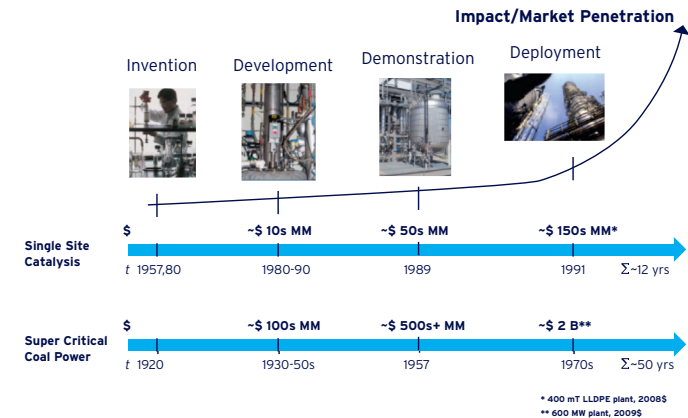 Impact/Market Penetration
Invention Development Demonstration Deployment
$ ~$ 10s MM ~$ 50s MM ~$ 150s MM*
Single Site
Catalysis
t 1957,80 1980-90 1989 1991 Σ~12 yrs
$ ~$ 100s MM ~$ 500s+ MM ~$ 2 B**
Super Critical
Coal Power
t 1920 1930-50s 1957 1970s Σ~50 yrs
* 400 mT LLDPE plant, 2008$
** 600 MW plant, 2009$